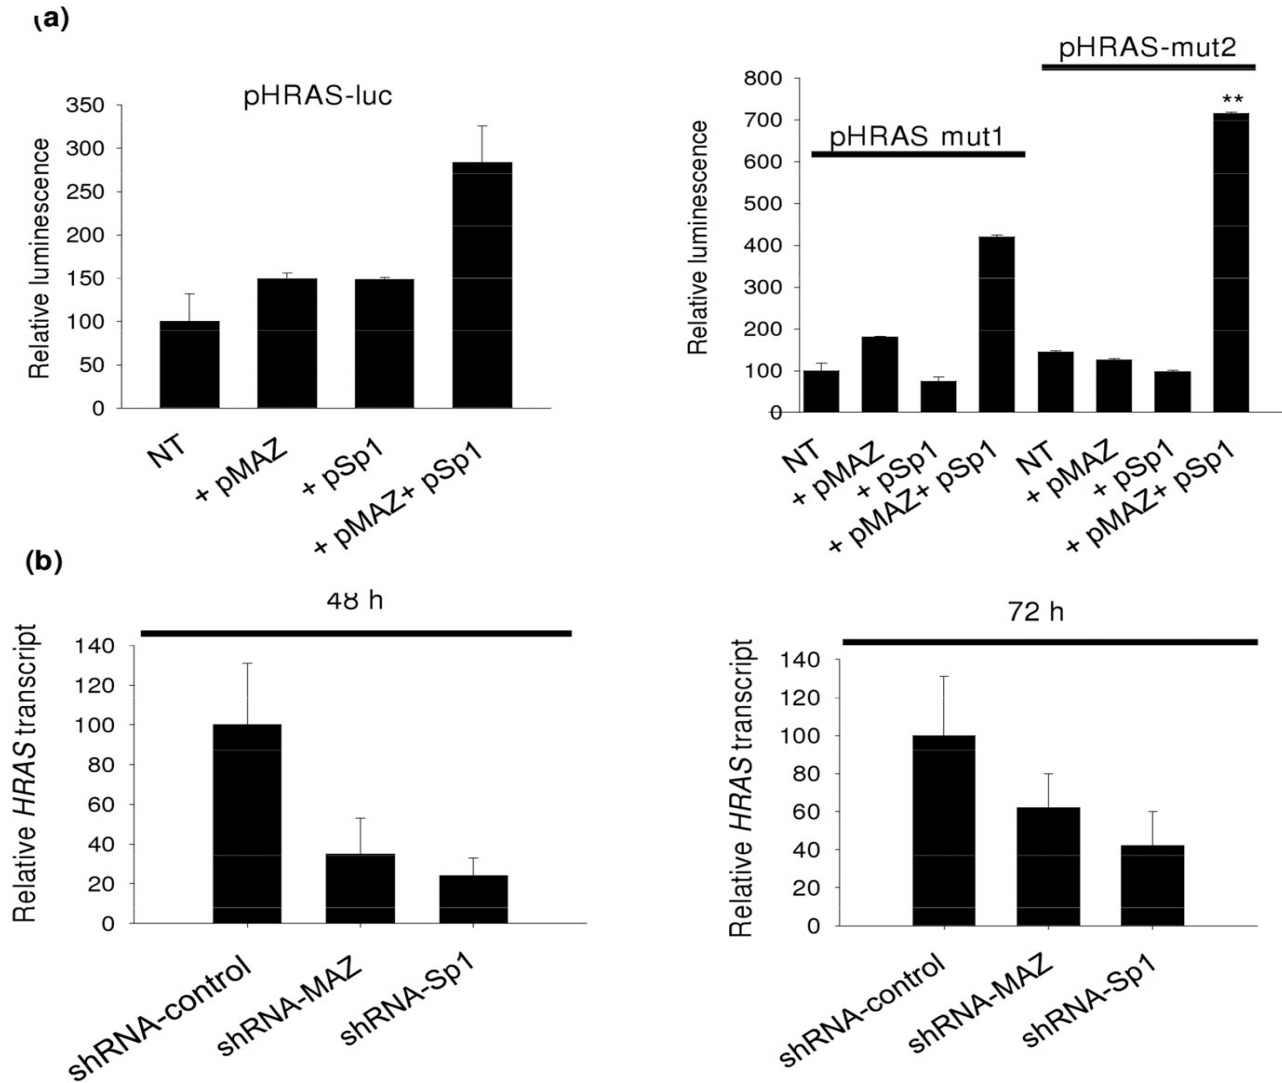 (a)
pHRAS-luc
Relative luminescence
350
300
250
200
150
100
50
0
NT
+ pMAZ
+ pSp1
+ pMAZ+ pSp1
pHRAS-mut2
pHRAS mut1
**
Relative luminescence
800
700
600
500
400
300
200
100
0
NT
+ pMAZ
+ pSp1
+ pMAZ+ pSp1
NT
+ pMAZ
+ pSp1
+ pMAZ+ pSp1
(b)
48 h
Relative HRAS transcript
140
120
100
80
60
40
20
0
shRNA-control
shRNA-MAZ
shRNA-Sp1
72 h
Relative HRAS transcript
140
120
100
80
60
40
20
0
shRNA-control
shRNA-MAZ
shRNA-Sp1